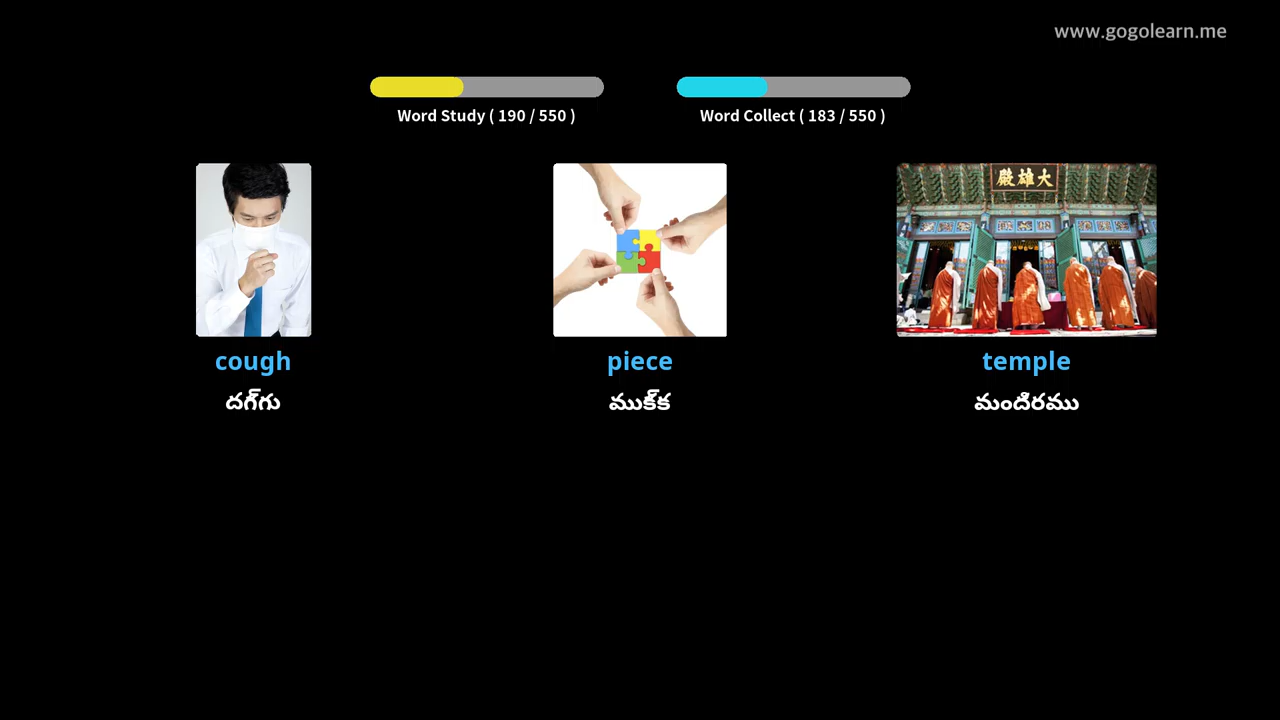 www.gogolearn.me
Word Study ( 190 / 550 )
Word Collect ( 183 / 550 )
大雄殿
cough
piece
temple
దగ్‌గు
ముక్‌క
మందిరము